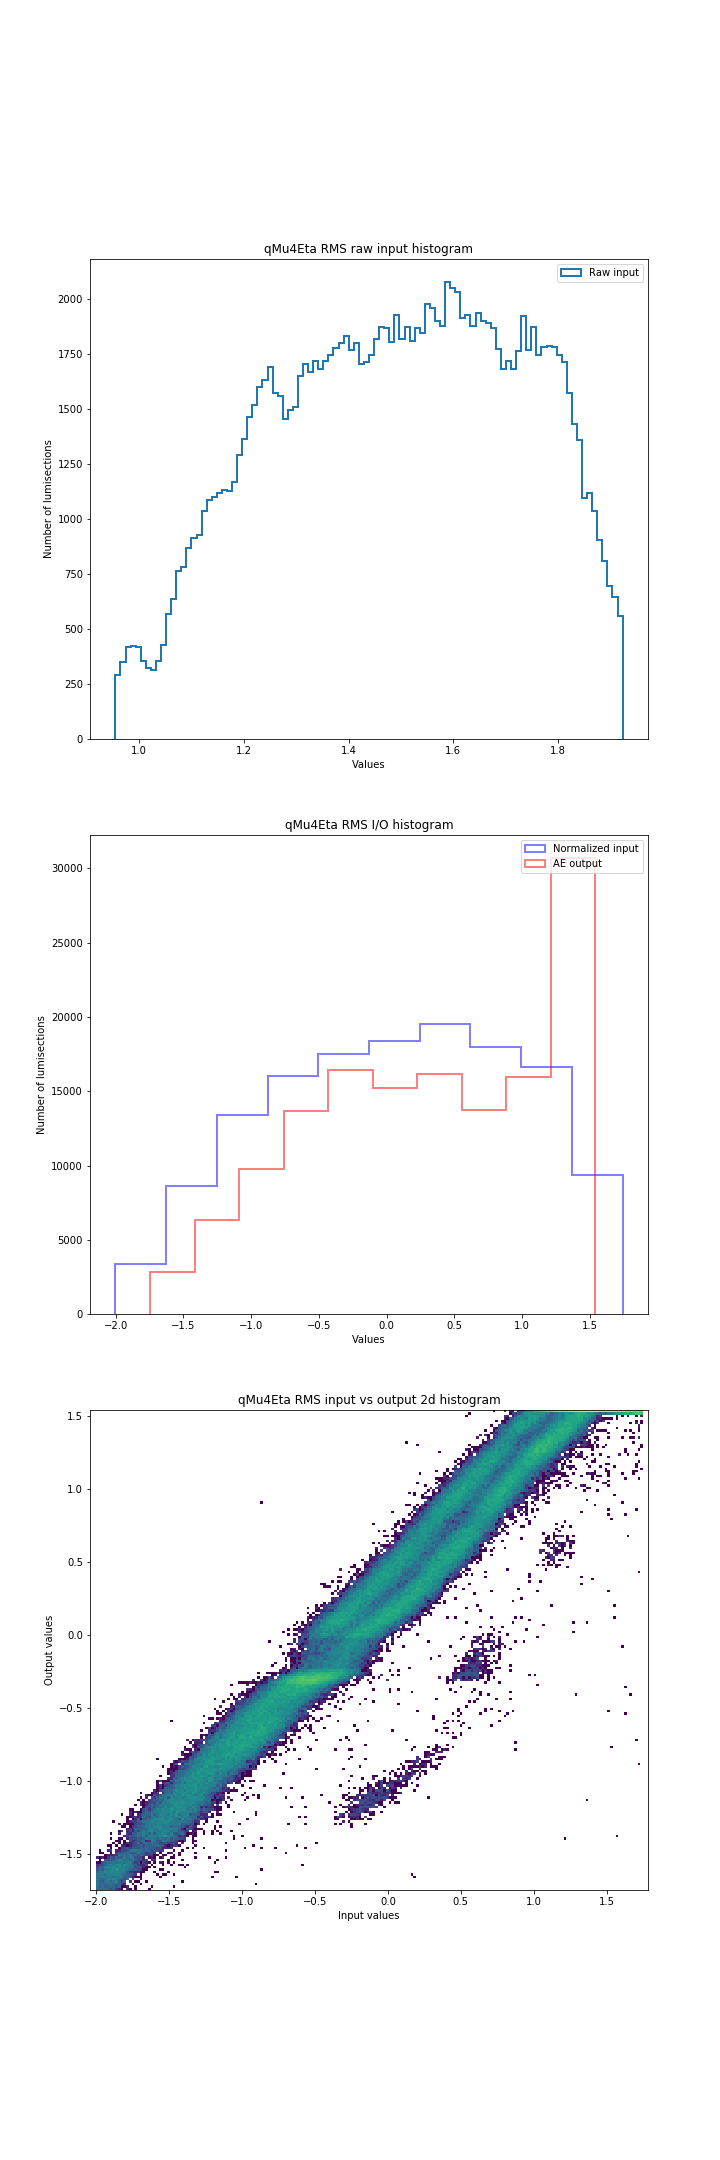 qMu4Eta RMS raw input histogram
Raw input
2000
1750
1500
1250
1000
750
500
250
0
Number of lumisections
1.0 1.2 1.4 1.6 1.8
Values
qMu4Eta RMS I/O histogram
Normalized input
AE output
30000
25000
20000
15000
10000
5000
0
Number of lumisections
−2.0 −1.5 −1.0 −0.5 0.0 0.5 1.0 1.5
Values
qMu4Eta RMS input vs output 2d histogram
1.5
1.0
0.5
0.0
−0.5
−1.0
−1.5
Output values
−2.0 −1.5 −1.0 −0.5 0.0 0.5 1.0 1.5
Input values